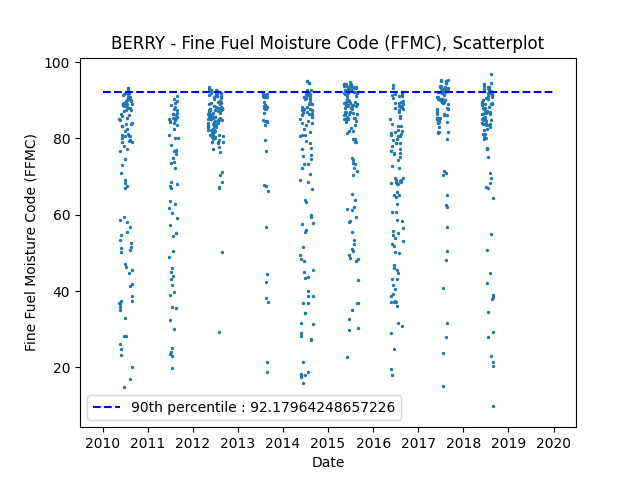 BERRY - Fine Fuel Moisture Code (FFMC), Scatterplot
Fine Fuel Moisture Code (FFMC)
100
80
60
40
20
90th percentile : 92.17964248657226
2010 2011 2012 2013 2014 2015 2016 2017 2018 2019 2020
Date